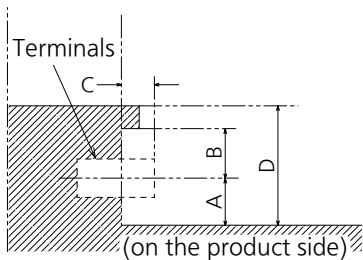 Terminals
C
B
D
A
(on the product side)